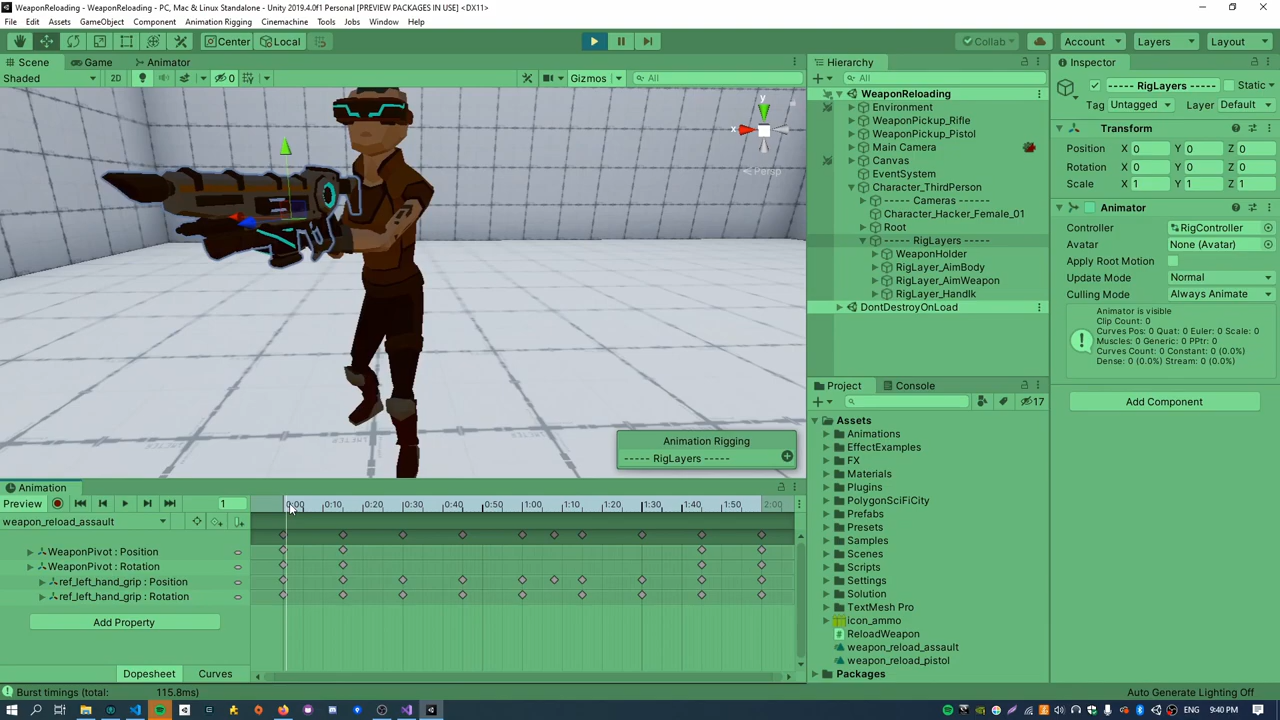 WeaponReloading - WeaponReloading - PC, Mac & Linux Standalone - Unity 2019.4.0f1 Personal [PREVIEW PACKAGES IN USE] <DX11>
File Edit Assets GameObject Component Animation Rigging Cinemachine Tools Jobs Window Help
Center Local Collab Account Layers Layout
Scene Game Animator
Shaded 2D 0 Gizmos All
y
x
Persp
Animation Rigging
----- RigLayers -----
Hierarchy
All
WeaponReloading
Environment
WeaponPickup_Rifle
WeaponPickup_Pistol
Main Camera
Canvas
EventSystem
Character_ThirdPerson
----- Cameras ------
Character_Hacker_Female_01
Root
----- RigLayers -----
WeaponHolder
RigLayer_AimBody
RigLayer_AimWeapon
RigLayer_HandIk
DontDestroyOnLoad
Inspector
----- RigLayers ----- Static
Tag Untagged Layer Default
Transform
Position X 0 Y 0 Z 0
Rotation X 0 Y 0 Z 0
Scale X 1 Y 1 Z 1
Animator
Controller RigController
Avatar None (Avatar)
Apply Root Motion
Update Mode Normal
Culling Mode Always Animate
Animator is visible
Clip Count: 0
Curves Pos: 0 Quat: 0 Euler: 0 Scale: 0
Muscles: 0 Generic: 0 PPtr: 0
Curves Count: 0 Constant: 0 (0.0%)
Dense: 0 (0.0%) Stream: 0 (0.0%)
Add Component
Project Console
17
Assets
Animations
EffectExamples
FX
Materials
Plugins
PolygonSciFiCity
Prefabs
Presets
Samples
Scenes
Scripts
Settings
Solution
TextMesh Pro
icon_ammo
ReloadWeapon
weapon_reload_assault
weapon_reload_pistol
Packages
Animation
Preview 1 0:00 0:10 0:20 0:30 0:40 0:50 1:00 1:10 1:20 1:30 1:40 1:50 2:00
weapon_reload_assault
WeaponPivot : Position
WeaponPivot : Rotation
ref_left_hand_grip : Position
ref_left_hand_grip : Rotation
Add Property
Dopesheet Curves
Burst timings (total: 115.8ms) Auto Generate Lighting Off
ENG 9:40 PM